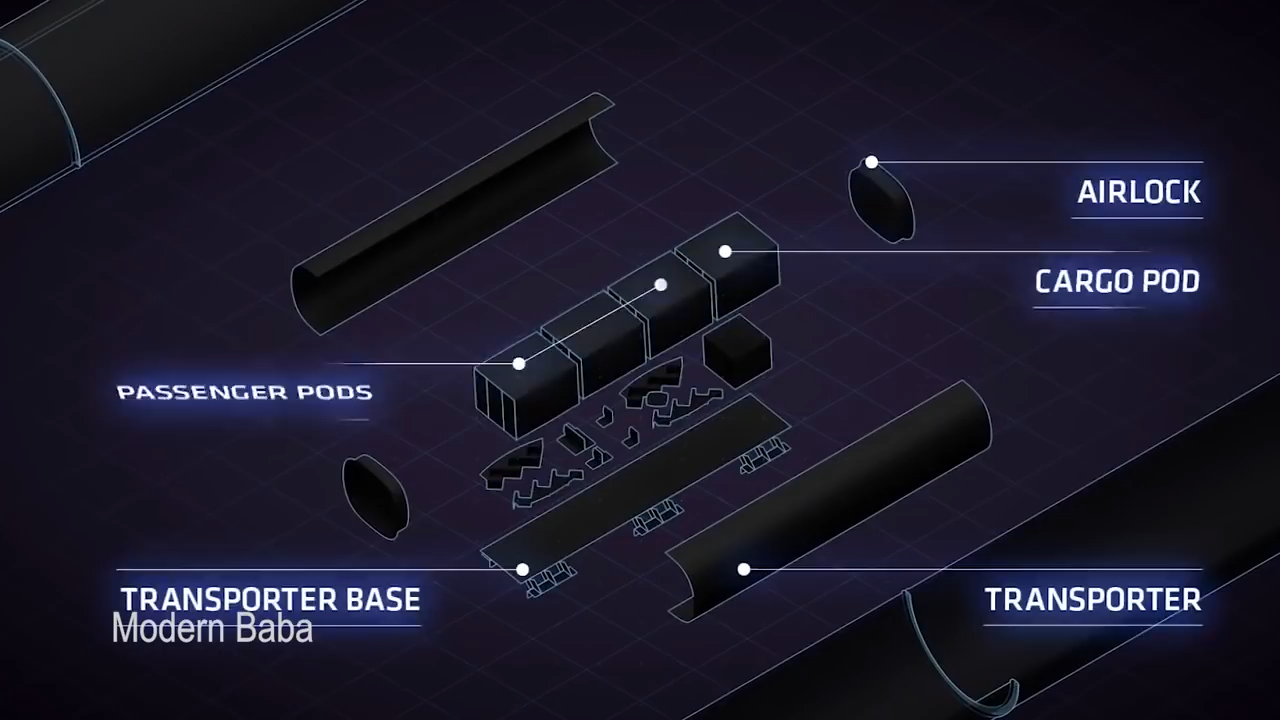 AIRLOCK
CARGO POD
PASSENGER PODS
TRANSPORTER BASE
TRANSPORTER
Modern Baba